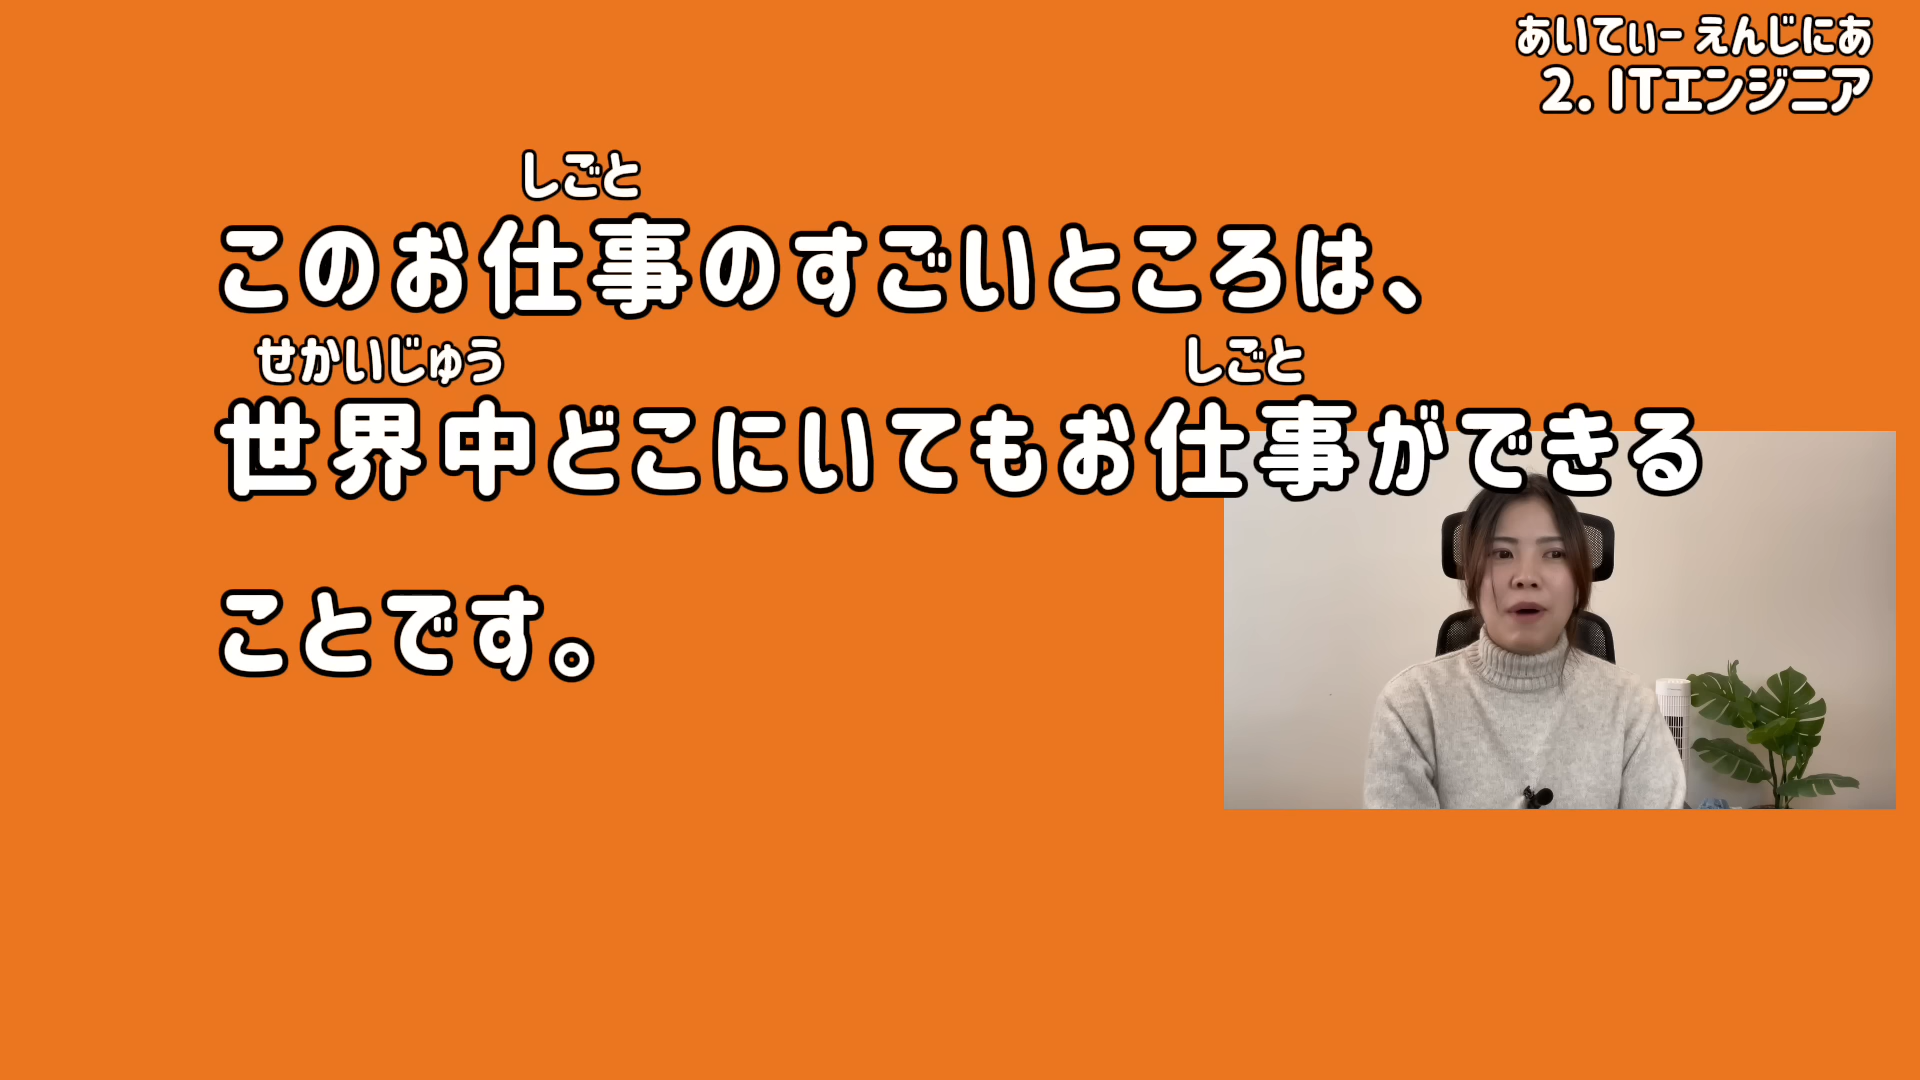 あいてぃー えんじにあ
2. ITエンジニア
しごと
このお仕事のすごいところは、
せかいじゅう しごと
世界中どこにいてもお仕事ができる
ことです。